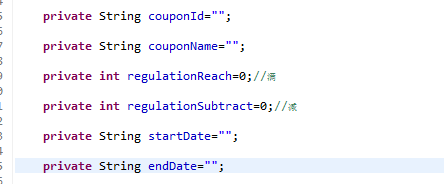 private String couponId="";
private String couponName="";
private int regulationReach=0;//满
private int regulationSubtract=0;//减
private String startDate="";
private String endDate="";